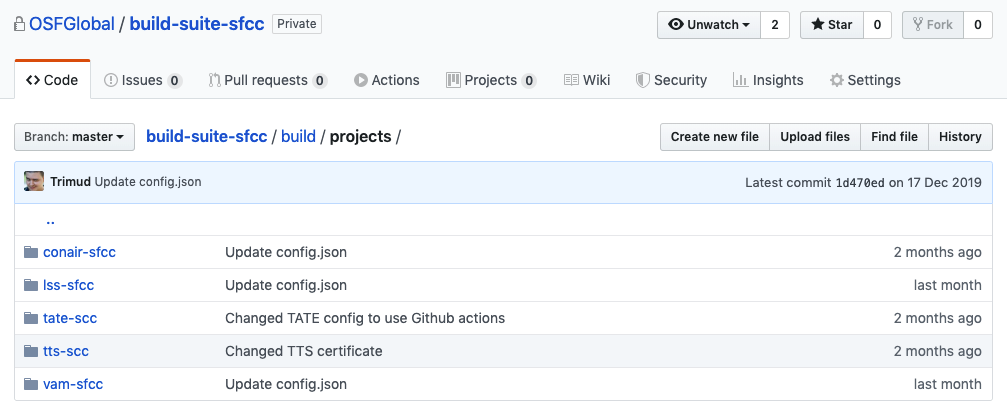 OSFGlobal / build-suite-sfcc Private Unwatch 2 Star 0 Fork 0
Code Issues 0 Pull requests 0 Actions Projects 0 Wiki Security Insights Settings
Branch: master build-suite-sfcc / build / projects / Create new file Upload files Find file History
Trimud Update config.json Latest commit 1d470ed on 17 Dec 2019
..
conair-sfcc Update config.json 2 months ago
lss-sfcc Update config.json last month
tate-scc Changed TATE config to use Github actions 2 months ago
tts-scc Changed TTS certificate 2 months ago
vam-sfcc Update config.json last month